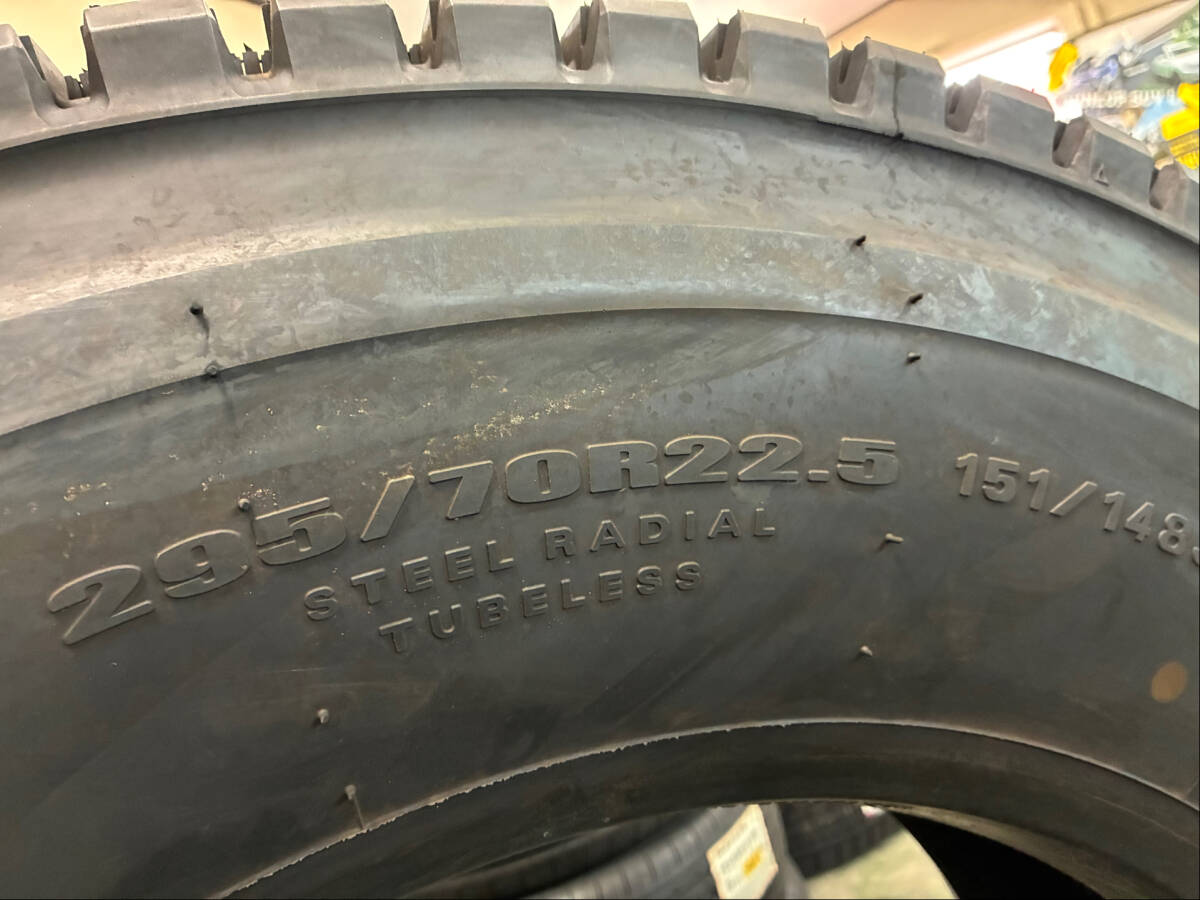 295/70R22.5 151/148
STEEL RADIAL
TUBELESS